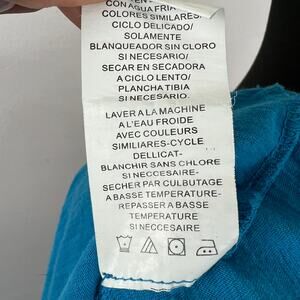 CON AGUA FRIA
COLORES SIMILARES/
CICLO DELICADO/
SOLAMENTE
BLANQUEADOR SIN CLORO
SI NECESARIO/
SECAR EN SECADORA
A CICLO LENTO/
PLANCHA TIBIA
SI NECESARIO.
LAVER A LA MACHINE
A L'EAU FROIDE
AVEC COULEURS
SIMILIARES-CYCLE
DELLICAT-
BLANCHIR SANS CHLORE
SI NECCESAIRE-
SECHER PAR CULBUTAGE
A BASSE TEMPERATURE-
REPASSER A BASSE
TEMPERATURE
SI NECCESAIRE